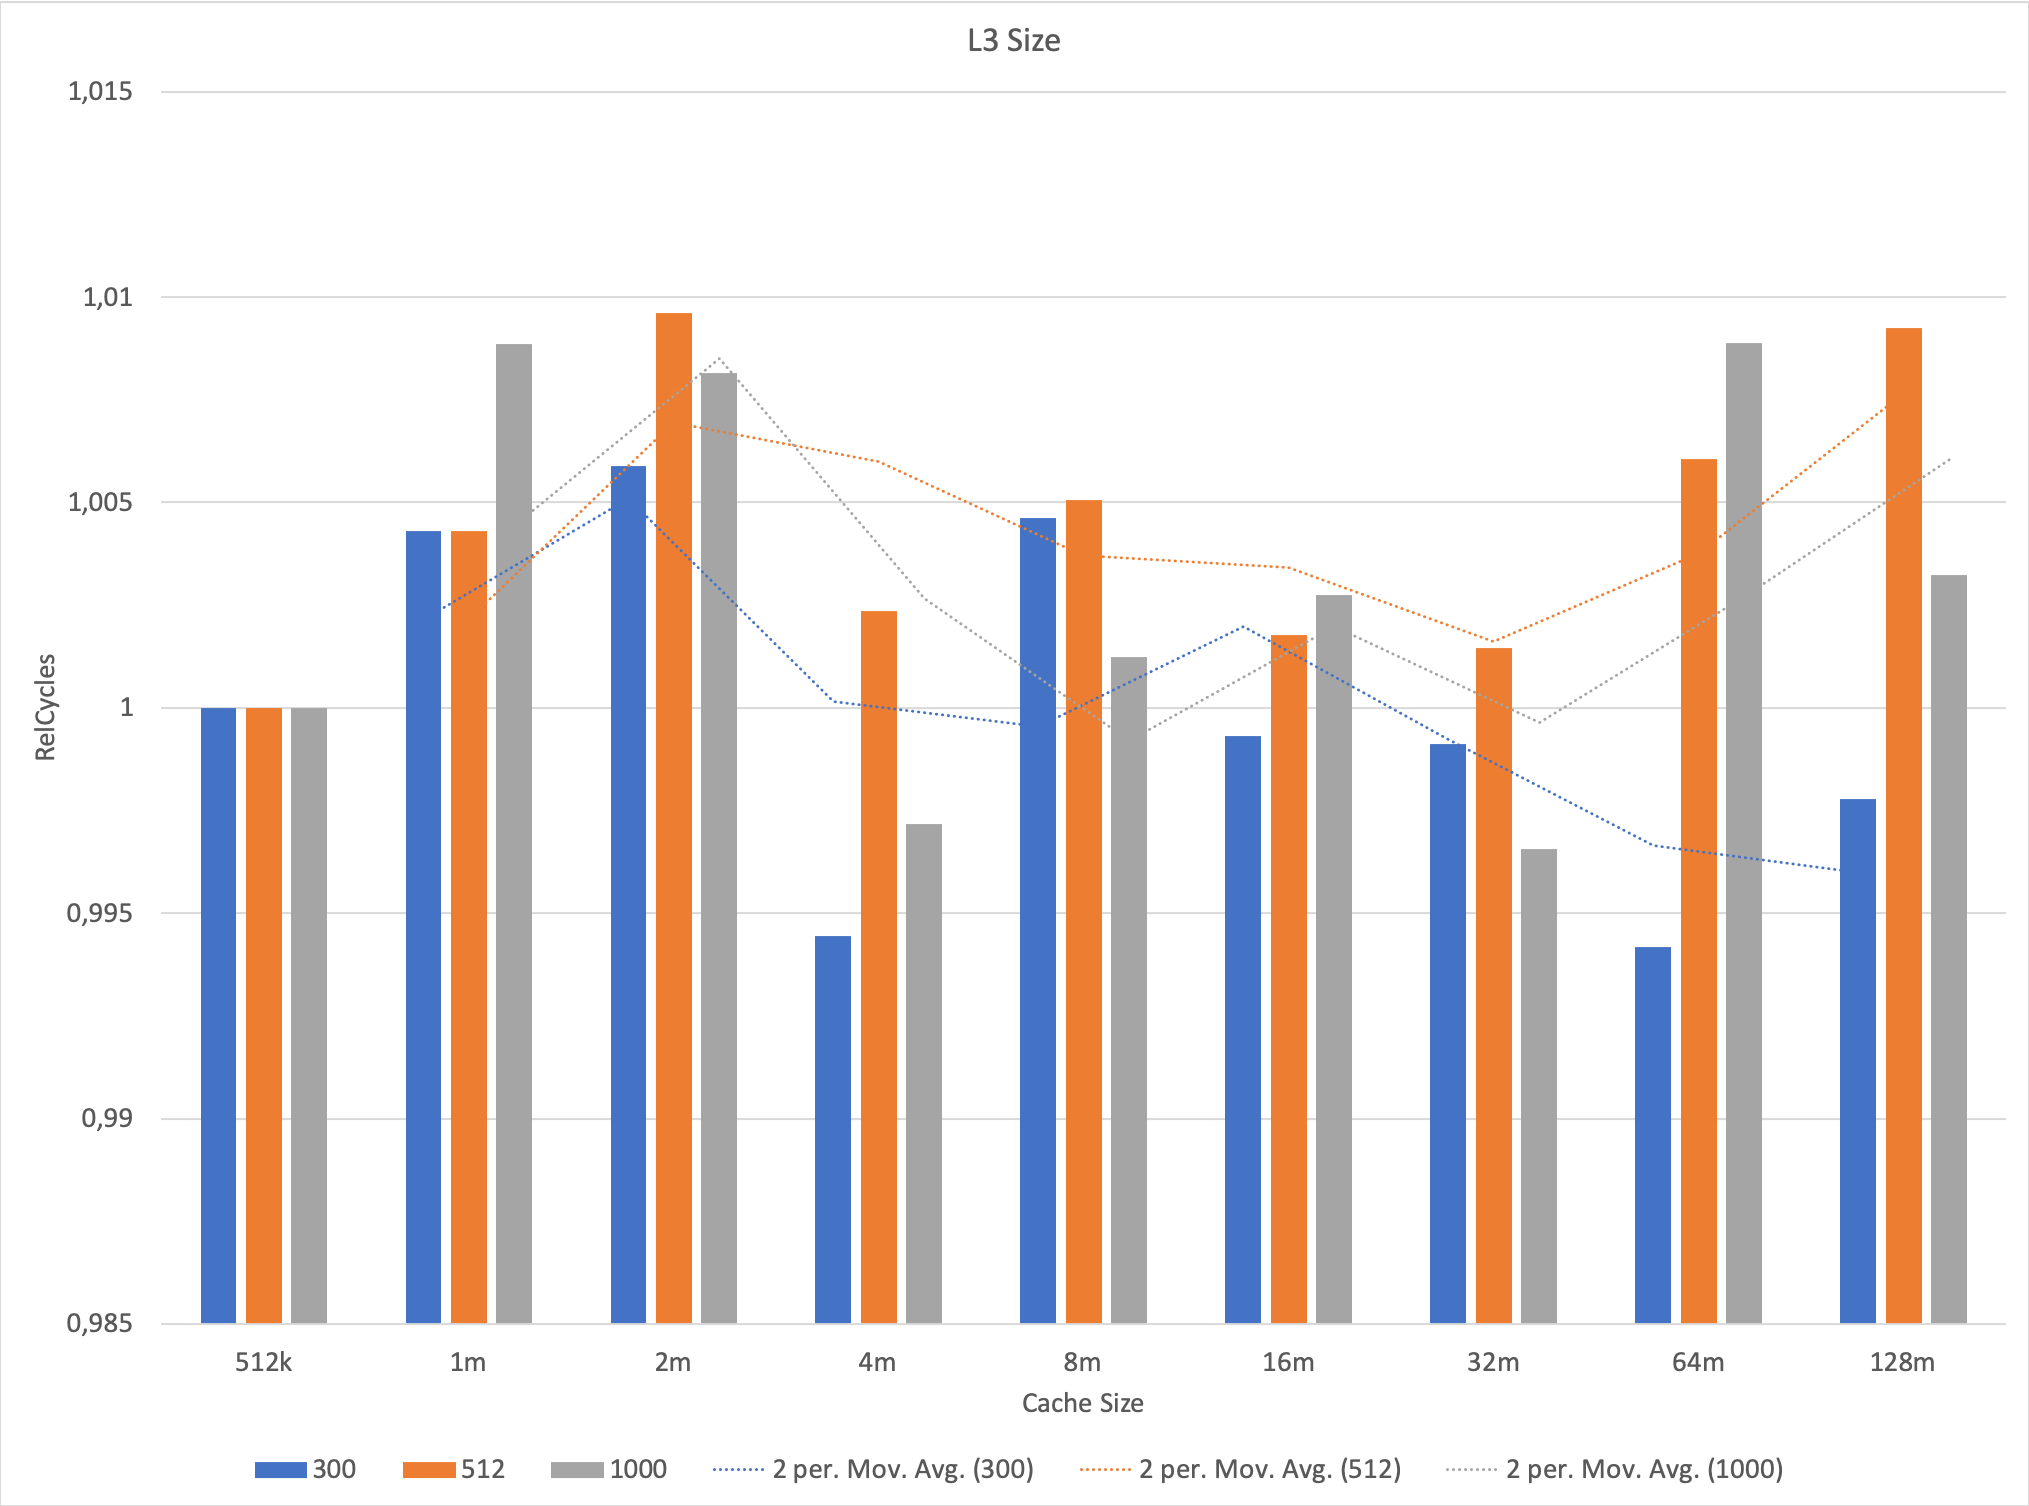 L3 Size
1,015
1,01
1,005
1
0,995
0,99
0,985
RelCycles
512k 1m 2m 4m 8m 16m 32m 64m 128m
Cache Size
300 512 1000 2 per. Mov. Avg. (300) 2 per. Mov. Avg. (512) 2 per. Mov. Avg. (1000)